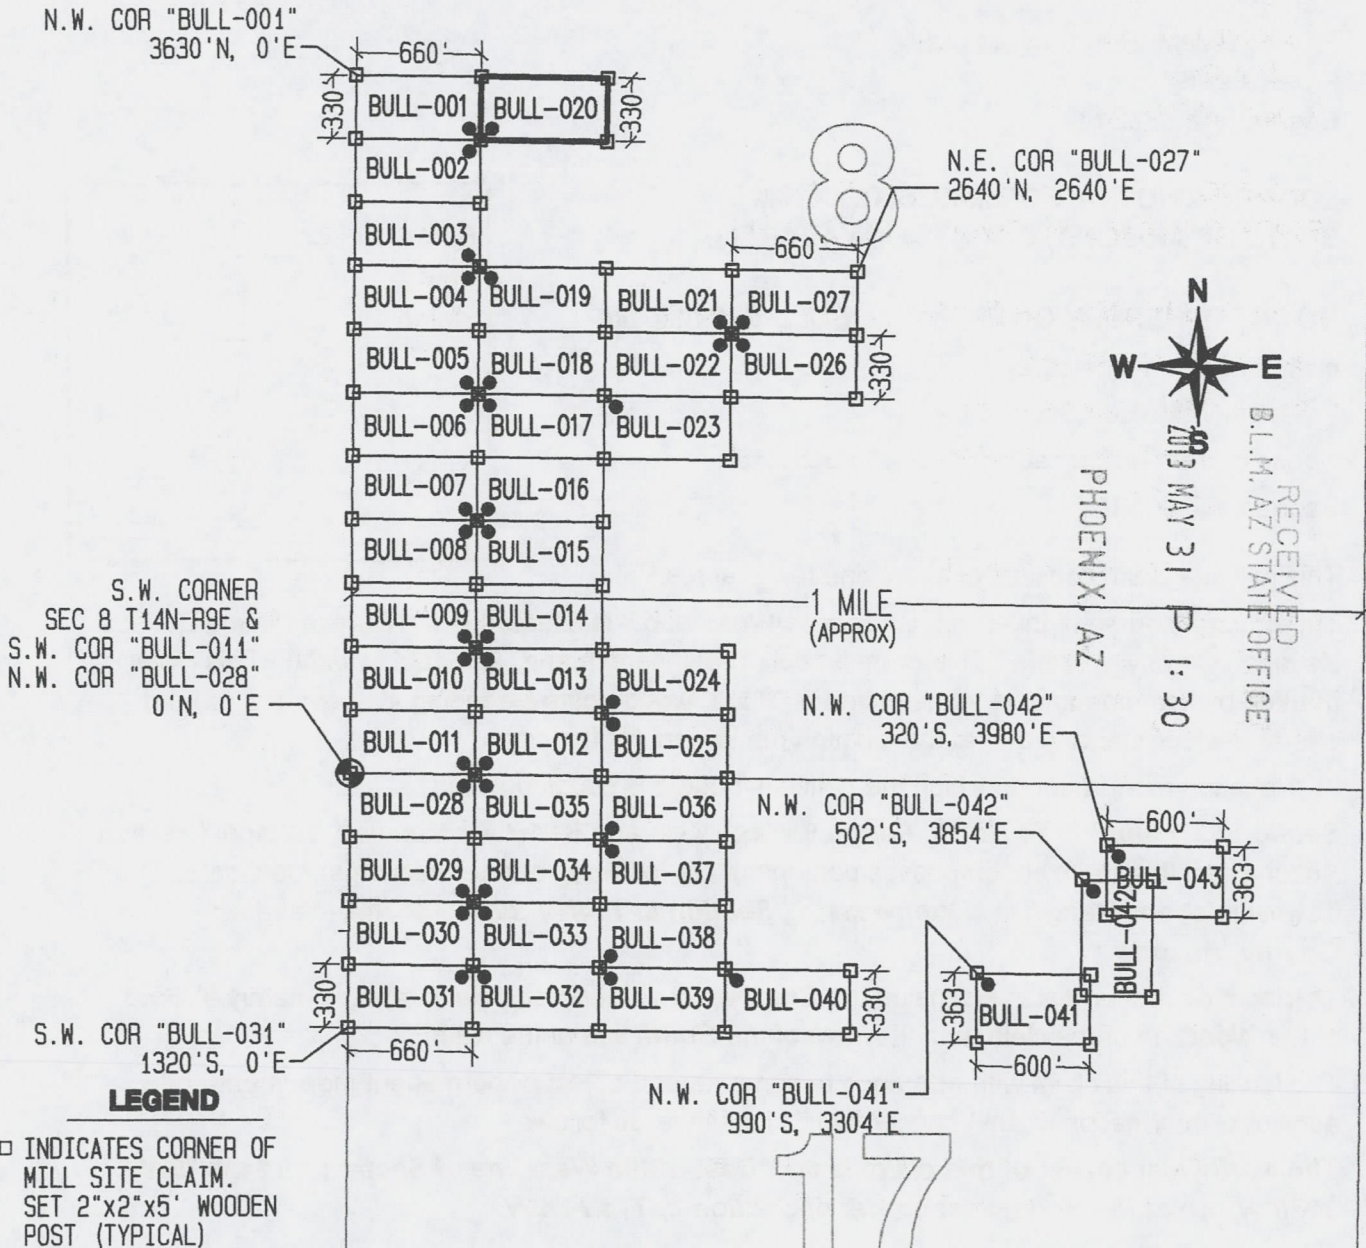 N.W. COR "BULL-001"
3630'N, 0'E
660'
330
BULL-001
BULL-020
330
BULL-002
8
N.E. COR "BULL-027"
2640'N, 2640'E
BULL-003
660'
BULL-004
BULL-019
BULL-021
BULL-027
N
W
E
S
BULL-005
BULL-018
BULL-022
BULL-026
330
BULL-006
BULL-017
BULL-023
BULL-007
BULL-016
BULL-008
BULL-015
RECEIVED
B.L.M. AZ STATE OFFICE
2013 MAY 31 P 1:30
PHOENIX, AZ
S.W. CORNER
SEC 8 T14N-R9E
S.W. COR "BULL-011"
N.W. COR "BULL-028
0'N, 0'E
BULL-009
BULL-014
1 MILE
(APPROX)
BULL-010
BULL-013
BULL-024
N.W. COR "BULL-042"
320'S, 3980'E
BULL-011
BULL-012
BULL-025
BULL-028
BULL-035
BULL-036
N.W. COR "BULL-042"
502'S, 3854'E
600'
BULL-029
BULL-034
BULL-037
BULL-043
363
BULL-042
BULL-030
BULL-033
BULL-038
330
BULL-031
BULL-032
BULL-039
BULL-040
330
363
BULL-041
S.W. COR "BULL-031"
1320'S, 0'E
660'
600'
N.W. COR "BULL-041
990'S, 3304'E
17
LEGEND
INDICATES CORNER OF
MILL SITE CLAIM.
SET 2"x2"x5' WOODEN
POST (TYPICAL)